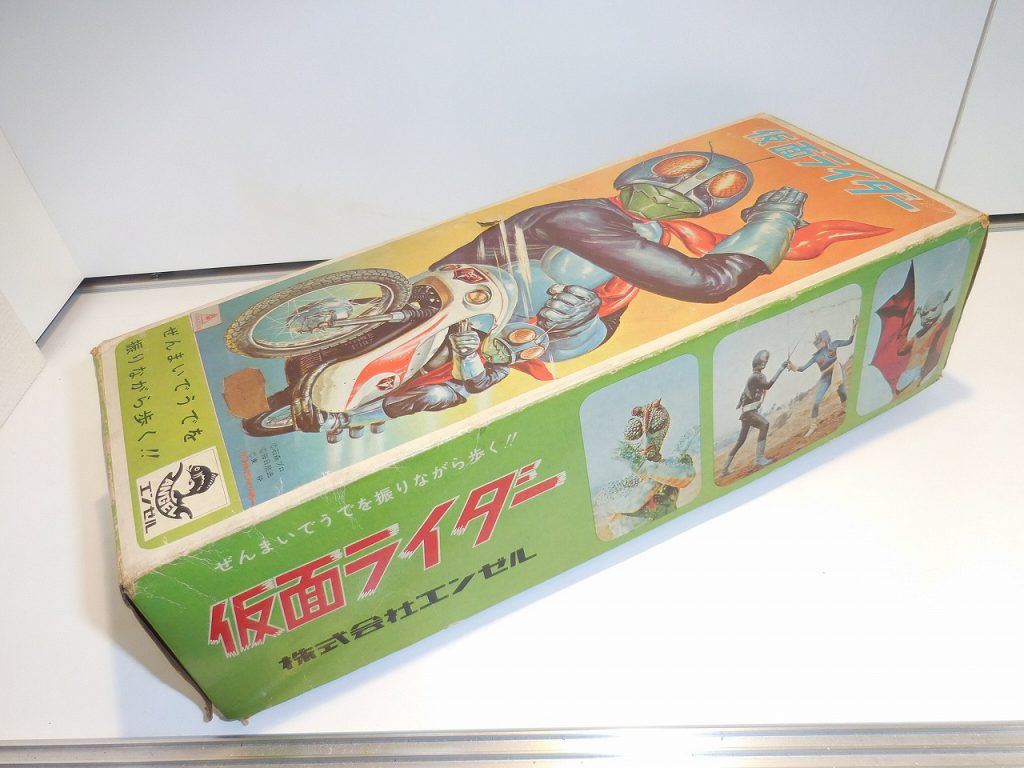 仮面ライダー
ぜんまいでうでを
振りながら歩く!!
ANGEL
エンゼル
ぜんまいでうでを振りながら歩く!!
仮面ライダー
株式会社エンゼル